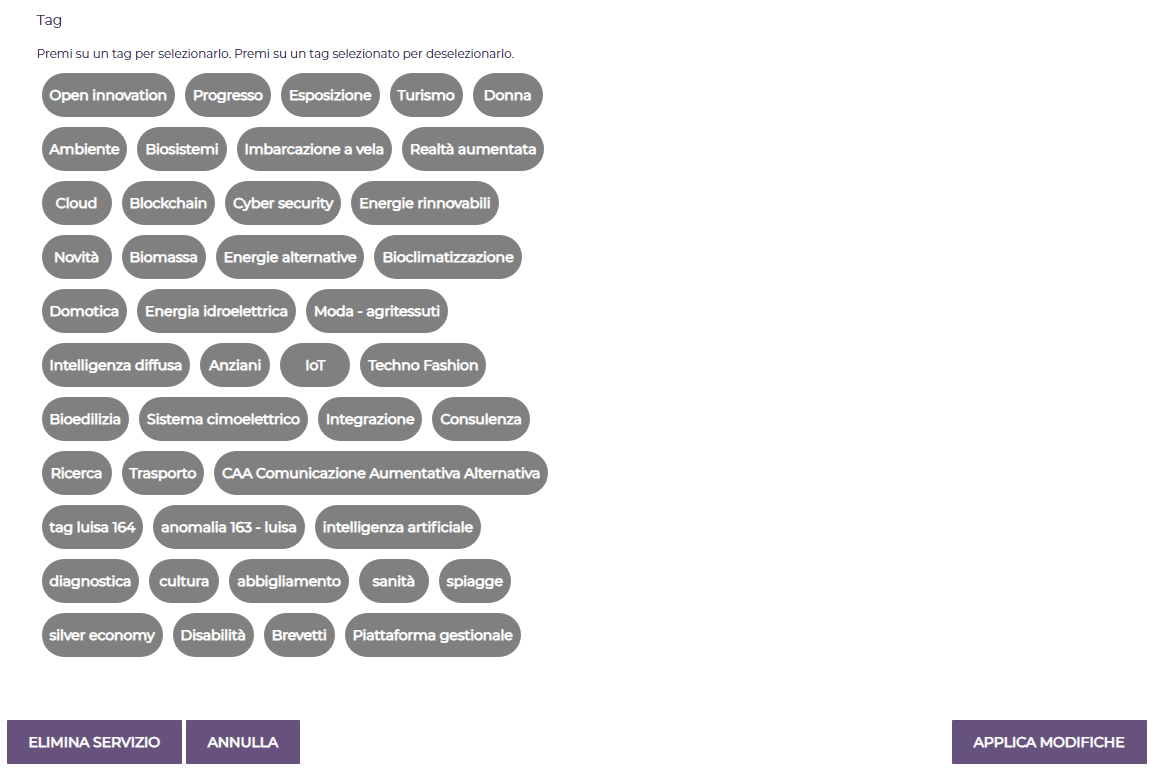 Tag
Premi su un tag per selezionarlo. Premi su un tag selezionato per deselezionarlo.
Open innovation Progresso Esposizione Turismo Donna
Ambiente Biosistemi Imbarcazione a vela Realtà aumentata
Cloud Blockchain Cyber security Energie rinnovabili
Novità Biomassa Energie alternative Bioclimatizzazione
Domotica Energia idroelettrica Moda - agritessuti
Intelligenza diffusa Anziani IoT Techno Fashion
Bioedilizia Sistema cimoelettrico Integrazione Consulenza
Ricerca Trasporto CAA Comunicazione Aumentativa Alternativa
tag luisa 164 anomalia 163 - luisa intelligenza artificiale
diagnostica cultura abbigliamento sanità spiagge
silver economy Disabilità Brevetti Piattaforma gestionale
ELIMINA SERVIZIO ANNULLA APPLICA MODIFICHE